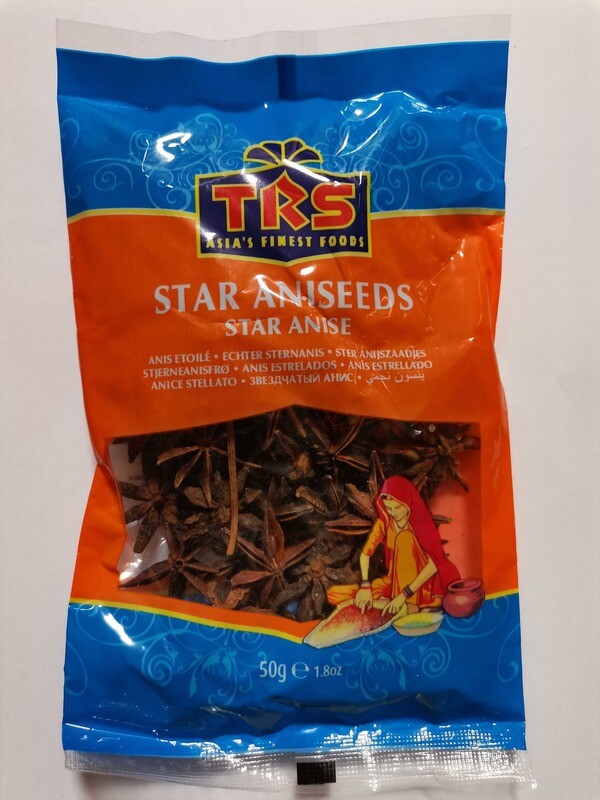 TRS
ASIA'S FINEST FOODS
STAR ANISEEDS
STAR ANISE
ANIS ETOILÉ • ECHTER STERNANIS • STER ANIJSZAADJES
STJERNEANISFRØ • ANIS ESTRELADOS • ANÍS ESTRELLADO
ANICE STELLATO • ЗВЕЗДЧАТЫЙ АНИС • ينسون نجمي
50g ℮ 1.8oz